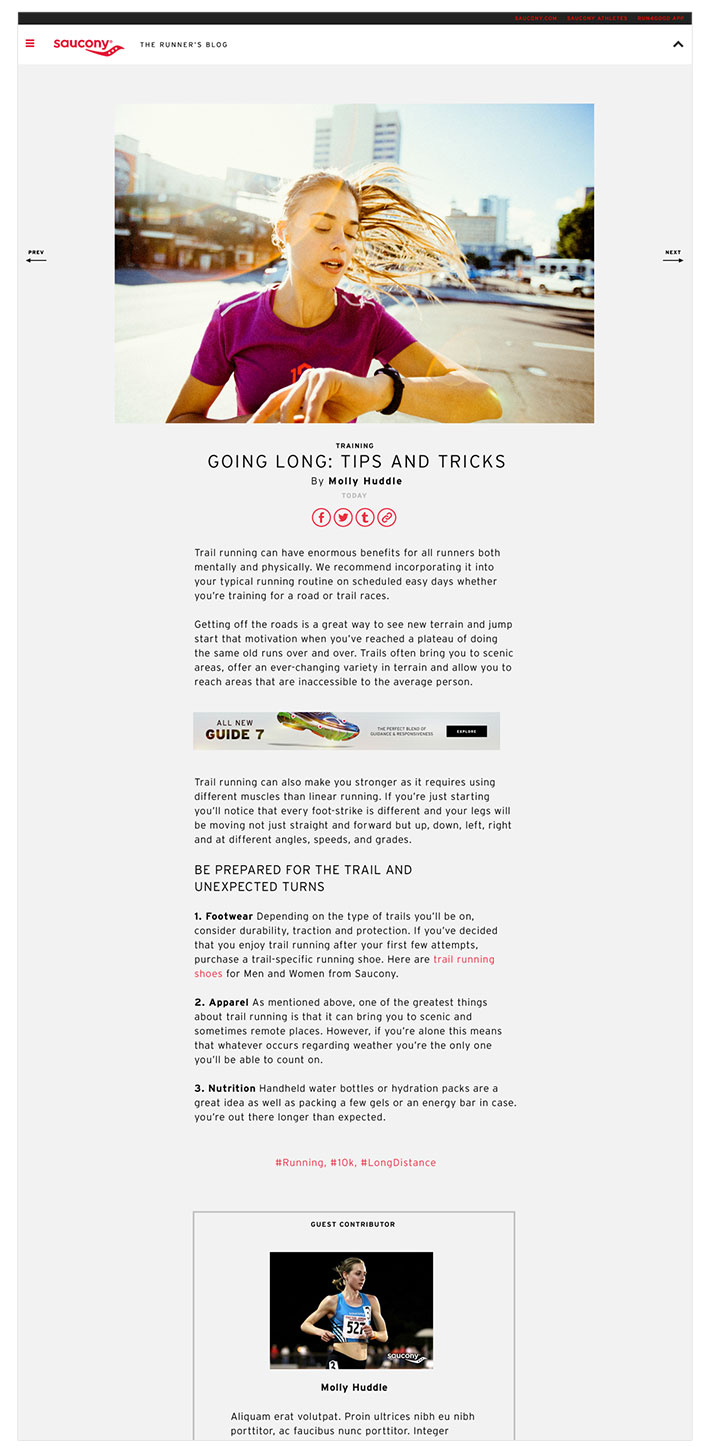 SAUCONY.COM SAUCONY ATHLETES RUN4GOOD APP
saucony THE RUNNER'S BLOG
PREV
NEXT
TRAINING
GOING LONG: TIPS AND TRICKS
By Molly Huddle
TODAY
Trail running can have enormous benefits for all runners both
mentally and physically. We recommend incorporating it into
your typical running routine on scheduled easy days whether
you're training for a road or trail races.
Getting off the roads is a great way to see new terrain and jump
start that motivation when you've reached a plateau of doing
the same old runs over and over. Trails often bring you to scenic
areas, offer an ever-changing variety in terrain and allow you to
reach areas that are inaccessible to the average person.
ALL NEW
GUIDE 7
THE PERFECT BLEND OF
GUIDANCE & RESPONSIVENESS
EXPLORE
Trail running can also make you stronger as it requires using
different muscles than linear running. If you're just starting
you'll notice that every foot-strike is different and your legs will
be moving not just straight and forward but up, down, left, right
and at different angles, speeds, and grades.
BE PREPARED FOR THE TRAIL AND
UNEXPECTED TURNS
1. Footwear Depending on the type of trails you'll be on,
consider durability, traction and protection. If you've decided
that you enjoy trail running after your first few attempts,
purchase a trail-specific running shoe. Here are trail running
shoes for Men and Women from Saucony.
2. Apparel As mentioned above, one of the greatest things
about trail running is that it can bring you to scenic and
sometimes remote places. However, if you're alone this means
that whatever occurs regarding weather you're the only one
you'll be able to count on.
3. Nutrition Handheld water bottles or hydration packs are a
great idea as well as packing a few gels or an energy bar in case.
you're out there longer than expected.
#Running, #10k, #LongDistance
GUEST CONTRIBUTOR
527
saucony
Molly Huddle
Aliquam erat volutpat. Proin ultrices nibh eu nibh
porttitor, ac faucibus nunc porttitor. Integer